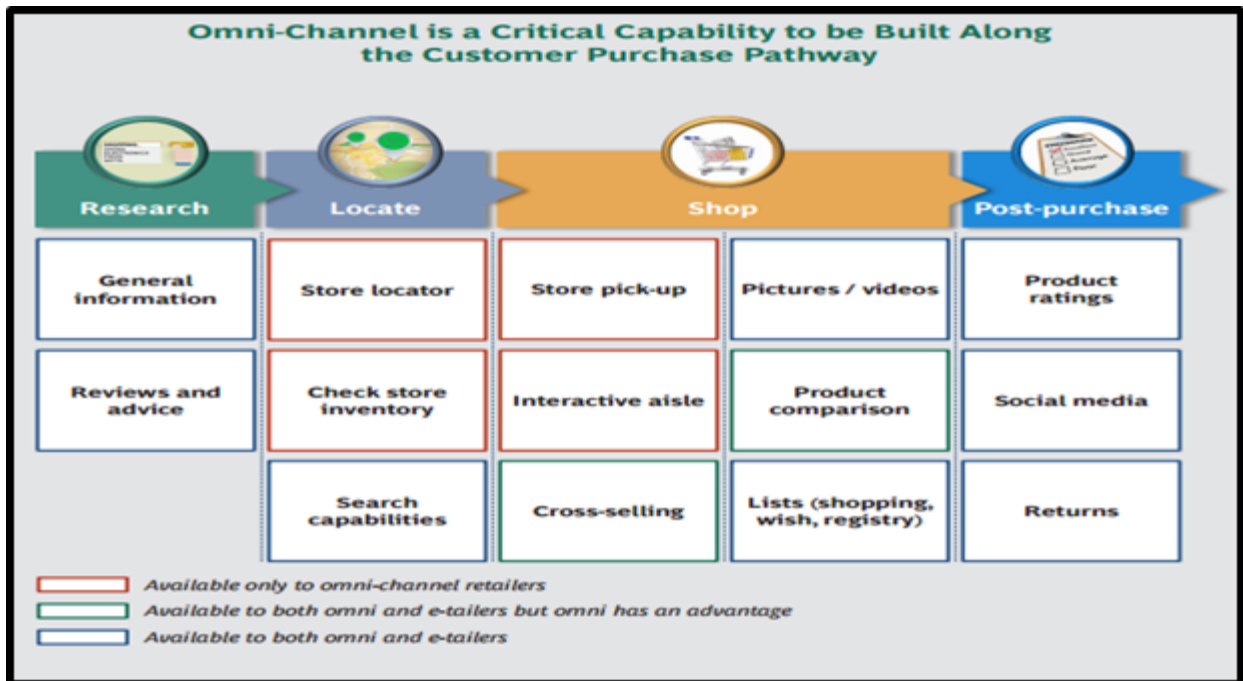 Omni-Channel is a Critical Capability to be Built Along
the Customer Purchase Pathway
Research
Locate
Shop
Post-purchase
General
information
Store locator
Store pick-up
Pictures / videos
Product
ratings
Reviews and
advice
Check store
inventory
Interactive aisle
Product
comparison
Social media
Search
capabilities
Cross-selling
Lists (shopping,
wish, registry)
Returns
Available only to omni-channel retailers
Available to both omni and e-tailers but omni has an advantage
Available to both omni and e-tailers